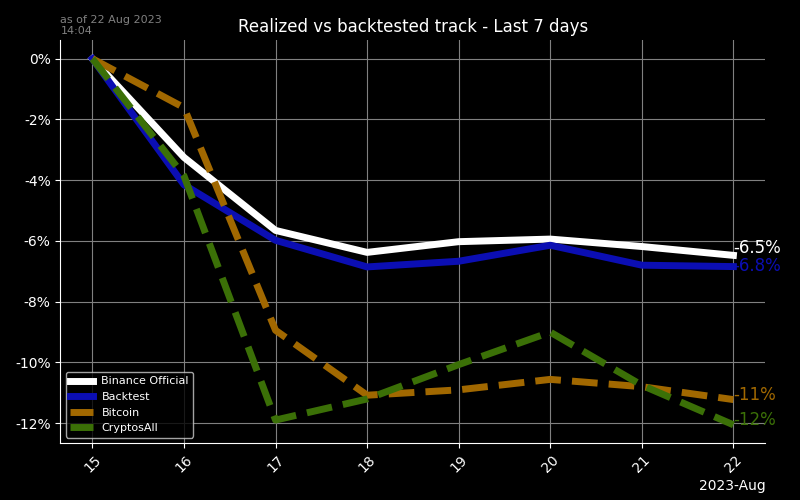 as of 22 Aug 2023
14:04
Realized vs backtested track - Last 7 days
0%
-2%
-4%
-6%
-8%
-10%
-12%
-6.5%
-6.8%
-11%
-12%
Binance Official
Backtest
Bitcoin
CryptosAll
15
16
17
18
19
20
21
22
2023-Aug